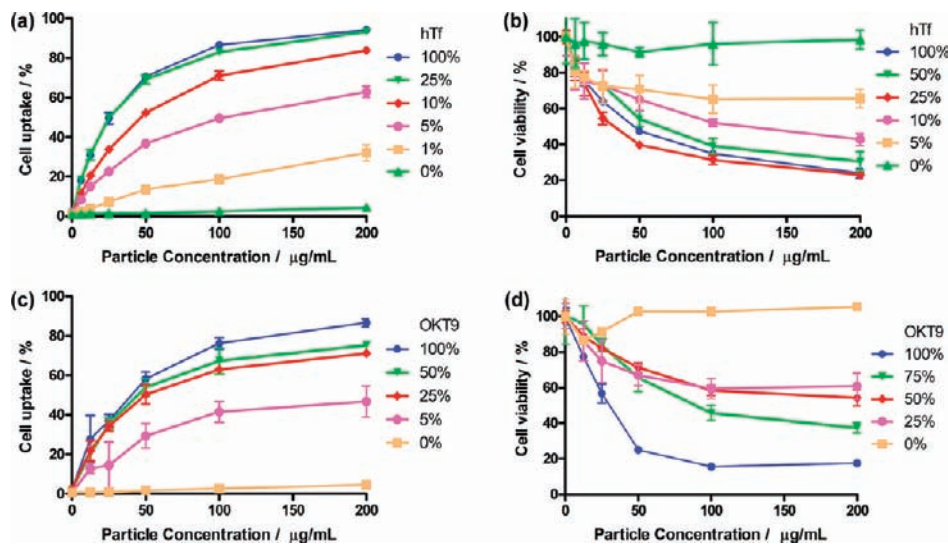 (a)
Cell uptake / %
100
80
60
40
20
0
0 50 100 150 200
Particle Concentration / μg/mL
hTf
100%
25%
10%
5%
1%
0%
(b)
Cell viability / %
100
80
60
40
20
0
0 50 100 150 200
Particle Concentration / μg/mL
hTf
100%
50%
25%
10%
5%
0%
(c)
Cell uptake / %
100
80
60
40
20
0
0 50 100 150 200
Particle Concentration / μg/mL
OKT9
100%
50%
25%
5%
0%
(d)
Cell viability / %
100
80
60
40
20
0
0 50 100 150 200
Particle Concentration / μg/mL
OKT9
100%
75%
50%
25%
0%